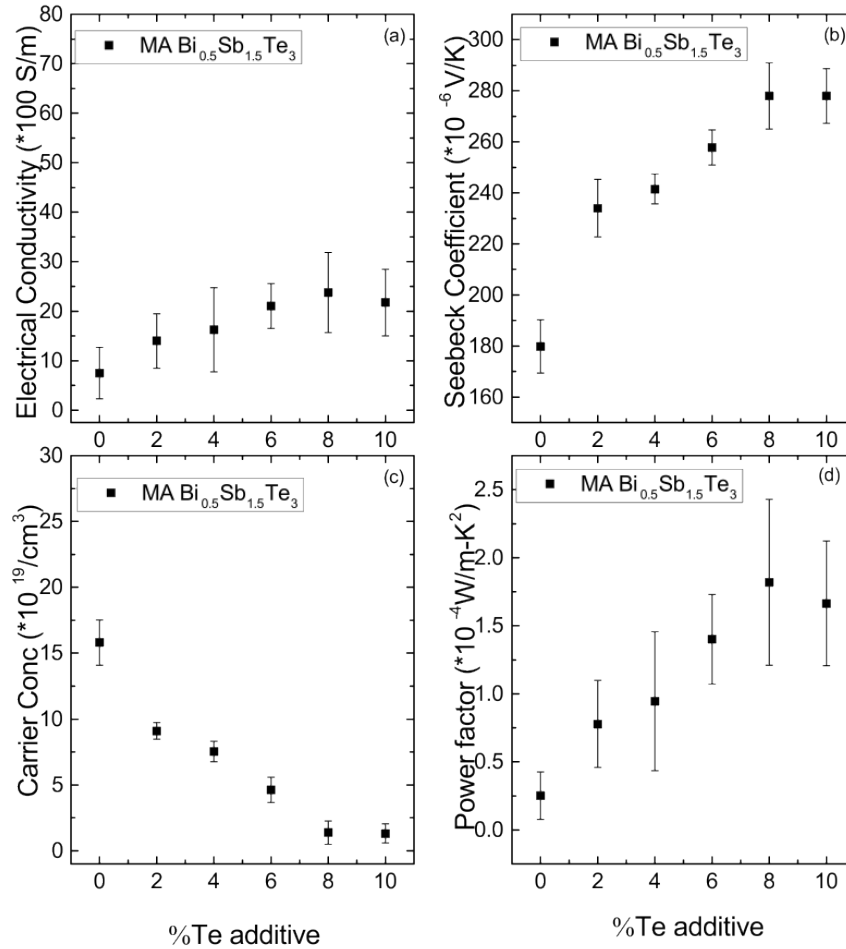 (a)
MA Bi0.5Sb1.5Te3
Electrical Conductivity (*100 S/m)
80
70
60
50
40
30
20
10
0
0 2 4 6 8 10
(b)
MA Bi0.5Sb1.5Te3
Seebeck Coefficient (*10 -6 V/K)
300
280
260
240
220
200
180
160
0 2 4 6 8 10
(c)
MA Bi0.5Sb1.5Te3
Carrier Conc (*10 19/cm3)
30
25
20
15
10
5
0
0 2 4 6 8 10
%Te additive
(d)
MA Bi0.5Sb1.5Te3
Power factor (*10 -4 W/m-K2)
2.5
2.0
1.5
1.0
0.5
0.0
0 2 4 6 8 10
%Te additive